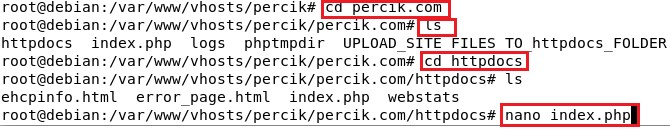 root@debian:/var/www/vhosts/percik# cd percik.com
root@debian:/var/www/vhosts/percik/percik.com# ls
httpdocs  index.php  logs  phptmpdir  UPLOAD_SITE_FILES_TO_httpdocs_FOLDER
root@debian:/var/www/vhosts/percik/percik.com# cd httpdocs
root@debian:/var/www/vhosts/percik/percik.com/httpdocs# ls
ehcpinfo.html  error_page.html  index.php  webstats
root@debian:/var/www/vhosts/percik/percik.com/httpdocs# nano index.php